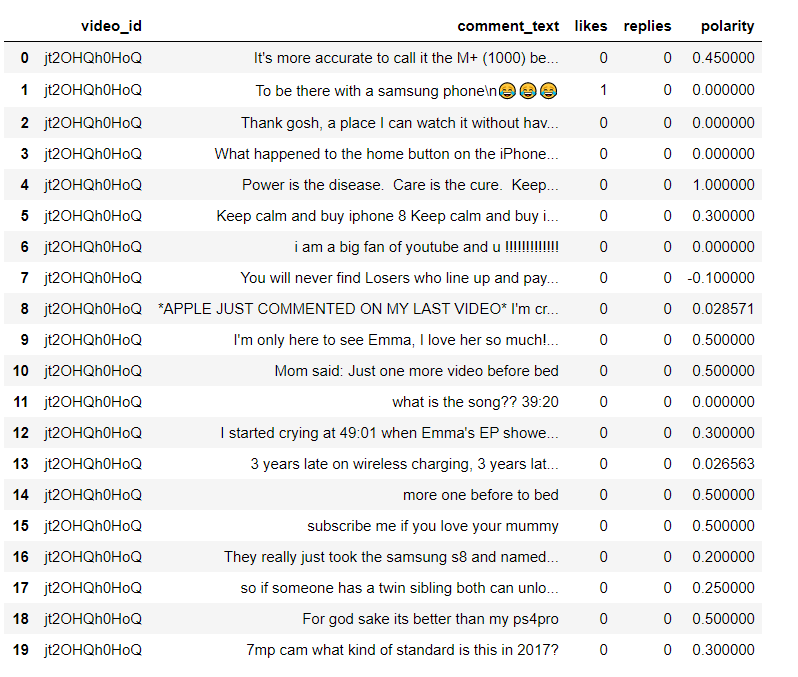 video_id comment_text likes replies polarity
0 jt2OHQh0HoQ It's more accurate to call it the M+ (1000) be... 0 0 0.450000
1 jt2OHQh0HoQ To be there with a samsung phone\n😂😂😂 1 0 0.000000
2 jt2OHQh0HoQ Thank gosh, a place I can watch it without hav... 0 0 0.000000
3 jt2OHQh0HoQ What happened to the home button on the iPhone... 0 0 0.000000
4 jt2OHQh0HoQ Power is the disease.  Care is the cure.  Keep... 0 0 1.000000
5 jt2OHQh0HoQ Keep calm and buy iphone 8 Keep calm and buy i... 0 0 0.300000
6 jt2OHQh0HoQ i am a big fan of youtube and u !!!!!!!!!!!!! 0 0 0.000000
7 jt2OHQh0HoQ You will never find Losers who line up and pay... 0 0 -0.100000
8 jt2OHQh0HoQ *APPLE JUST COMMENTED ON MY LAST VIDEO* I'm cr... 0 0 0.028571
9 jt2OHQh0HoQ I'm only here to see Emma, I love her so much!... 0 0 0.500000
10 jt2OHQh0HoQ Mom said: Just one more video before bed 0 0 0.500000
11 jt2OHQh0HoQ what is the song?? 39:20 0 0 0.000000
12 jt2OHQh0HoQ I started crying at 49:01 when Emma's EP showe... 0 0 0.300000
13 jt2OHQh0HoQ 3 years late on wireless charging, 3 years lat... 0 0 0.026563
14 jt2OHQh0HoQ more one before to bed 0 0 0.500000
15 jt2OHQh0HoQ subscribe me if you love your mummy 0 0 0.500000
16 jt2OHQh0HoQ They really just took the samsung s8 and named... 0 0 0.200000
17 jt2OHQh0HoQ so if someone has a twin sibling both can unlo... 0 0 0.250000
18 jt2OHQh0HoQ For god sake its better than my ps4pro 0 0 0.500000
19 jt2OHQh0HoQ 7mp cam what kind of standard is this in 2017? 0 0 0.300000